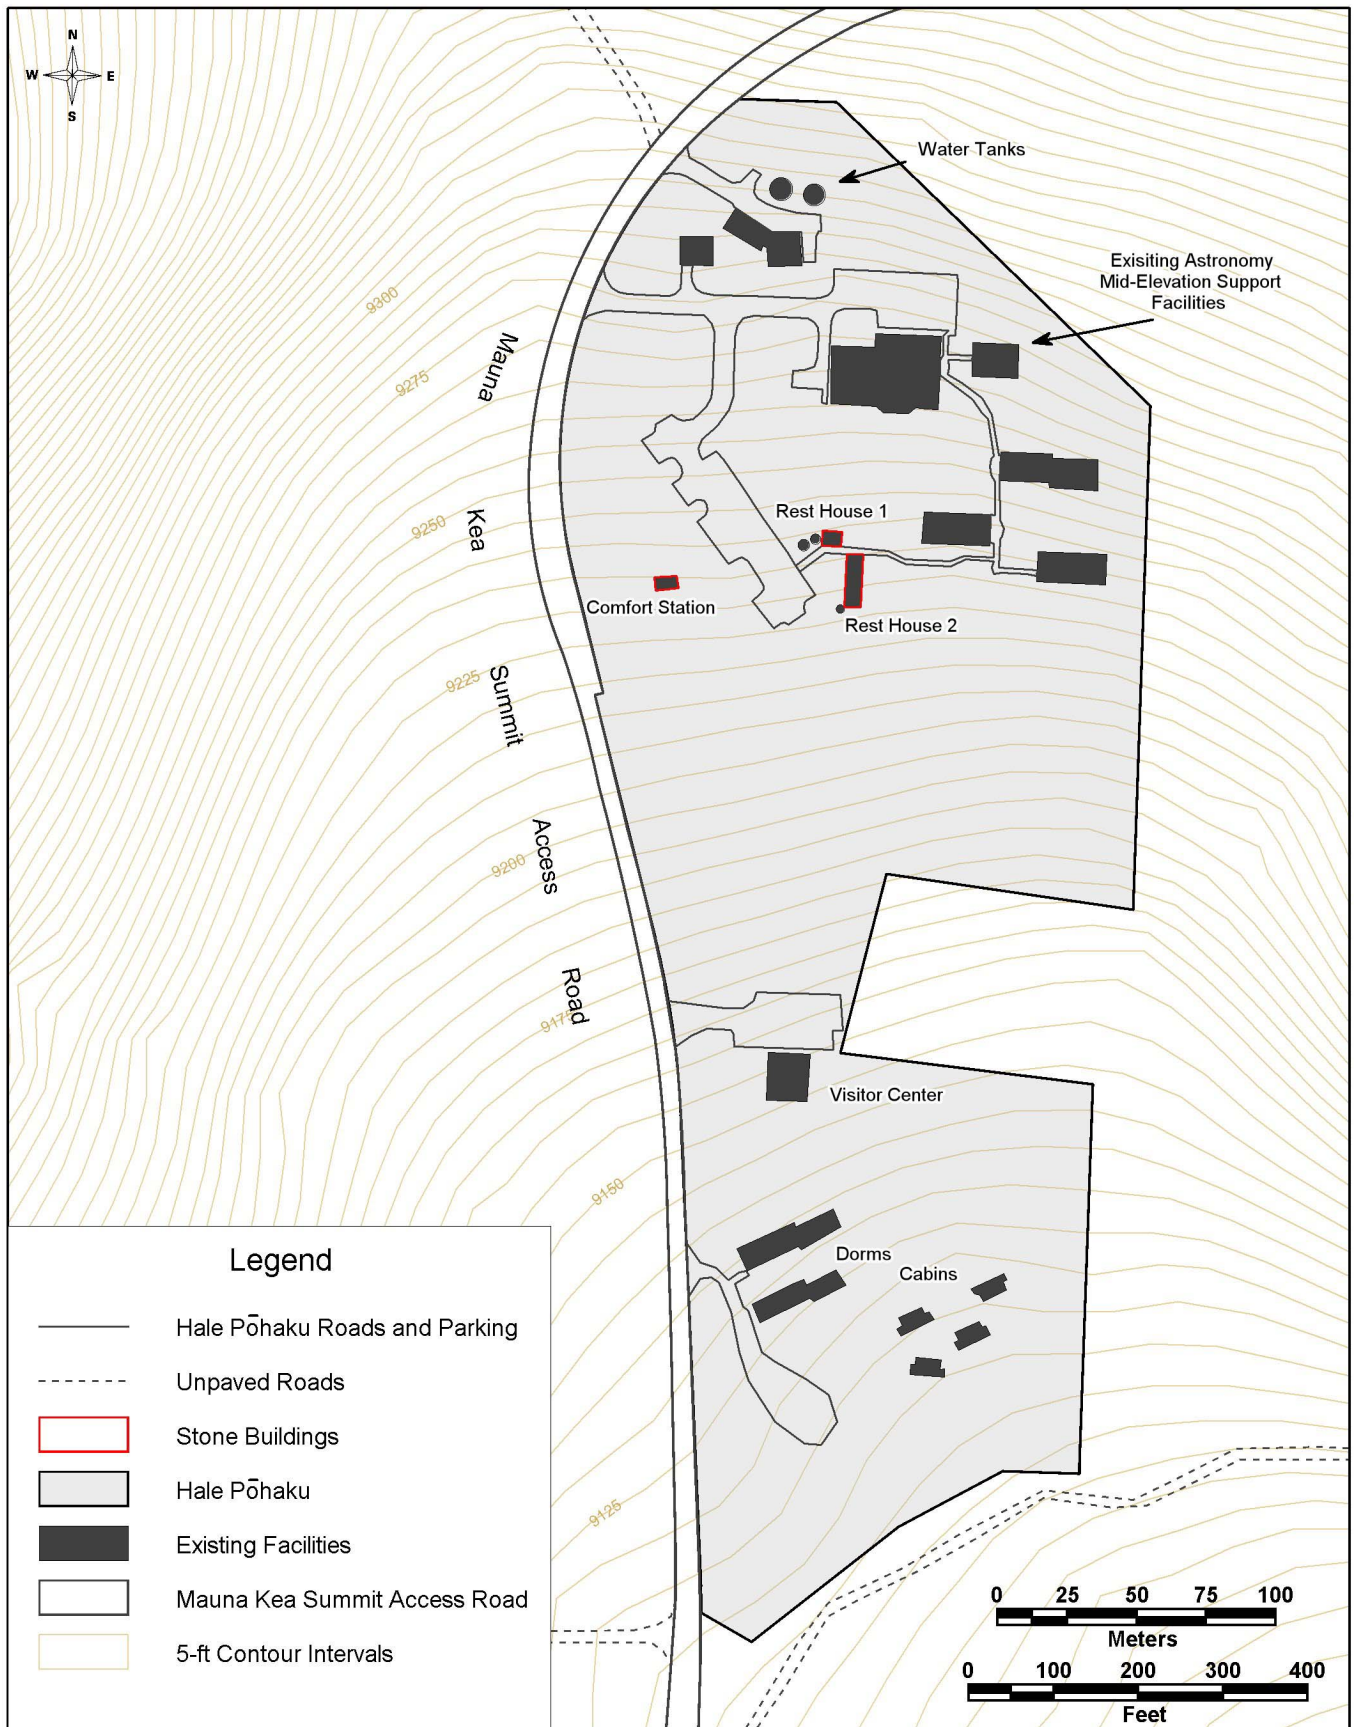 N
W E
S
Water Tanks
Exisiting Astronomy
Mid-Elevation Support
Facilities
9300
Mauna
9275
Rest House 1
9250
Kea
Comfort Station
Rest House 2
9225
Summit
Access
9200
Road
9175
Visitor Center
9150
Dorms
Cabins
9125
Legend
Hale Pōhaku Roads and Parking
Unpaved Roads
Stone Buildings
Hale Pōhaku
Existing Facilities
Mauna Kea Summit Access Road
5-ft Contour Intervals
0 25 50 75 100
Meters
0 100 200 300 400
Feet